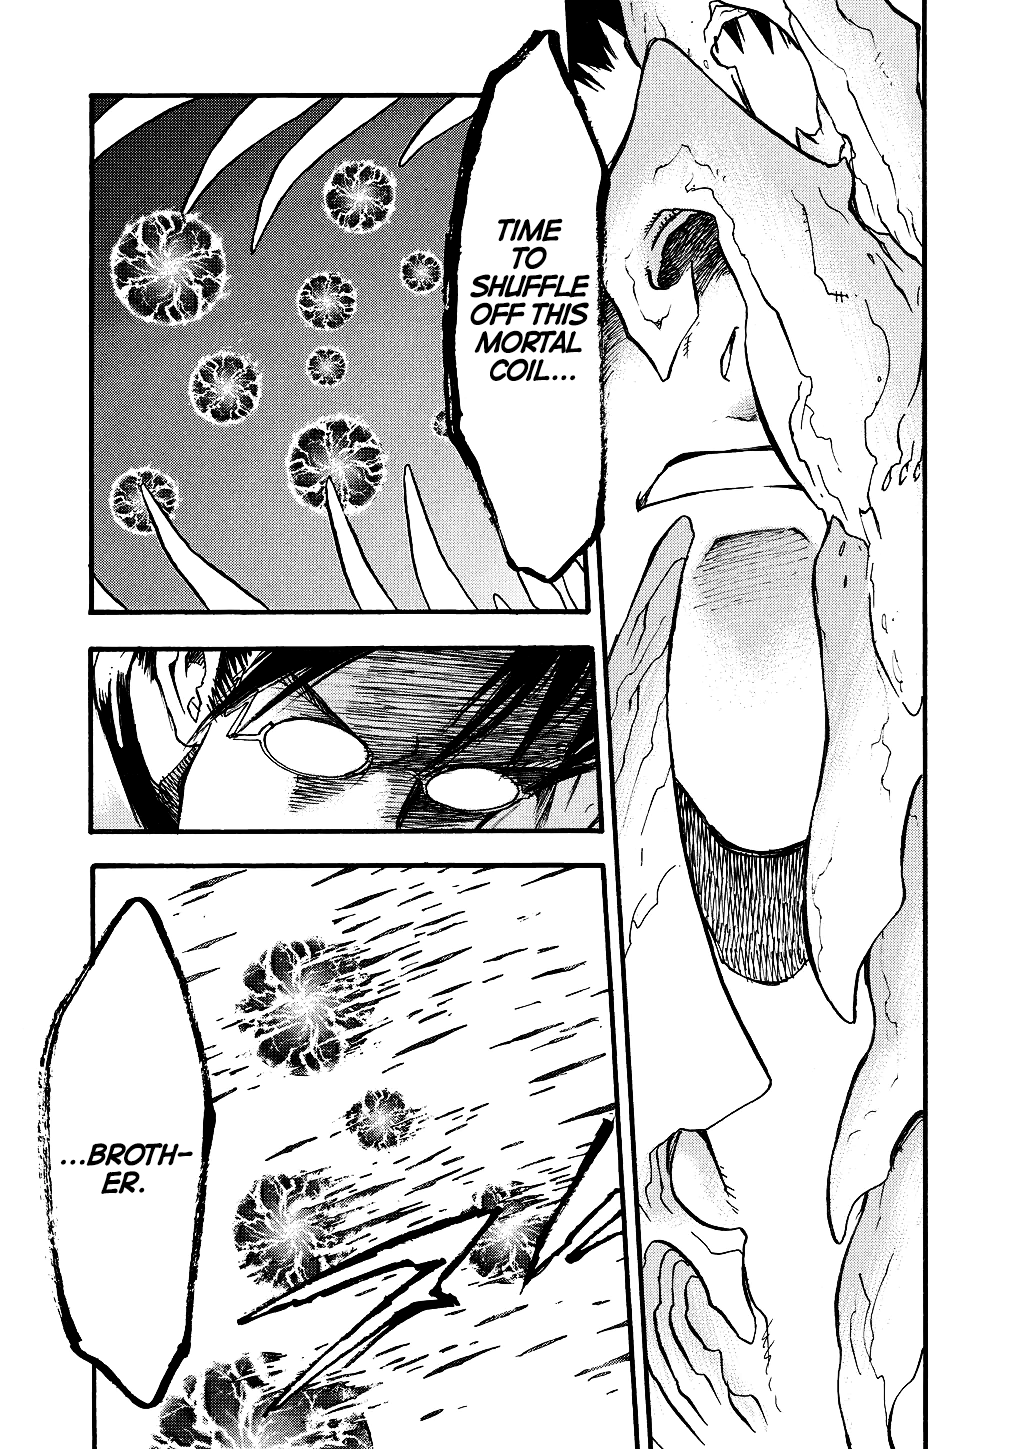 TIME
TO
SHUFFLE
OFF THIS
MORTAL
COIL...
...BROTH-
ER.